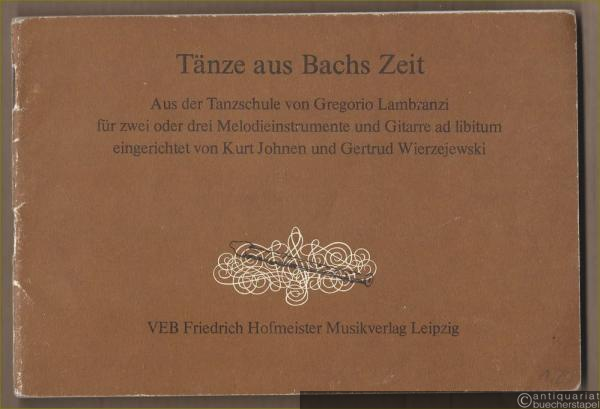 Tänze aus Bachs Zeit
Aus der Tanzschule von Gregorio Lambranzi
für zwei oder drei Melodieinstrumente und Gitarre ad libitum
eingerichtet von Kurt Johnen und Gertrud Wierzejewski
VEB Friedrich Hofmeister Musikverlag Leipzig
©antiquariat
buecherstapel